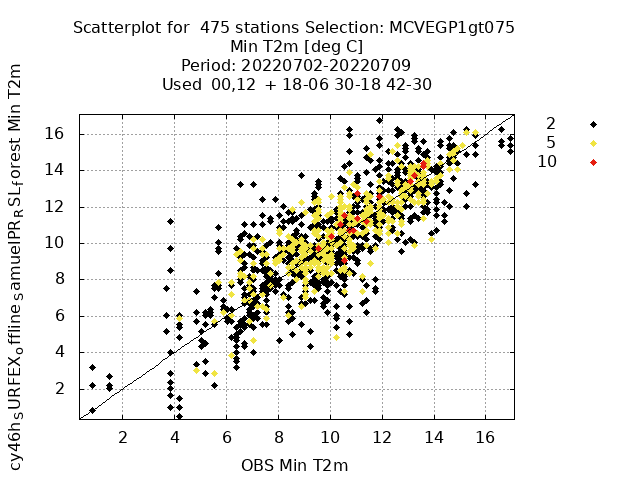 Scatterplot for  475 stations Selection: MCVEGP1gt075
Min T2m [deg C]
Period: 20220702-20220709
Used  00,12  + 18-06 30-18 42-30
cy46h_SURFEX_offline_samuelPR_RSL_forest Min T2m
2
5
10
16
14
12
10
8
6
4
2
2 4 6 8 10 12 14 16
OBS Min T2m